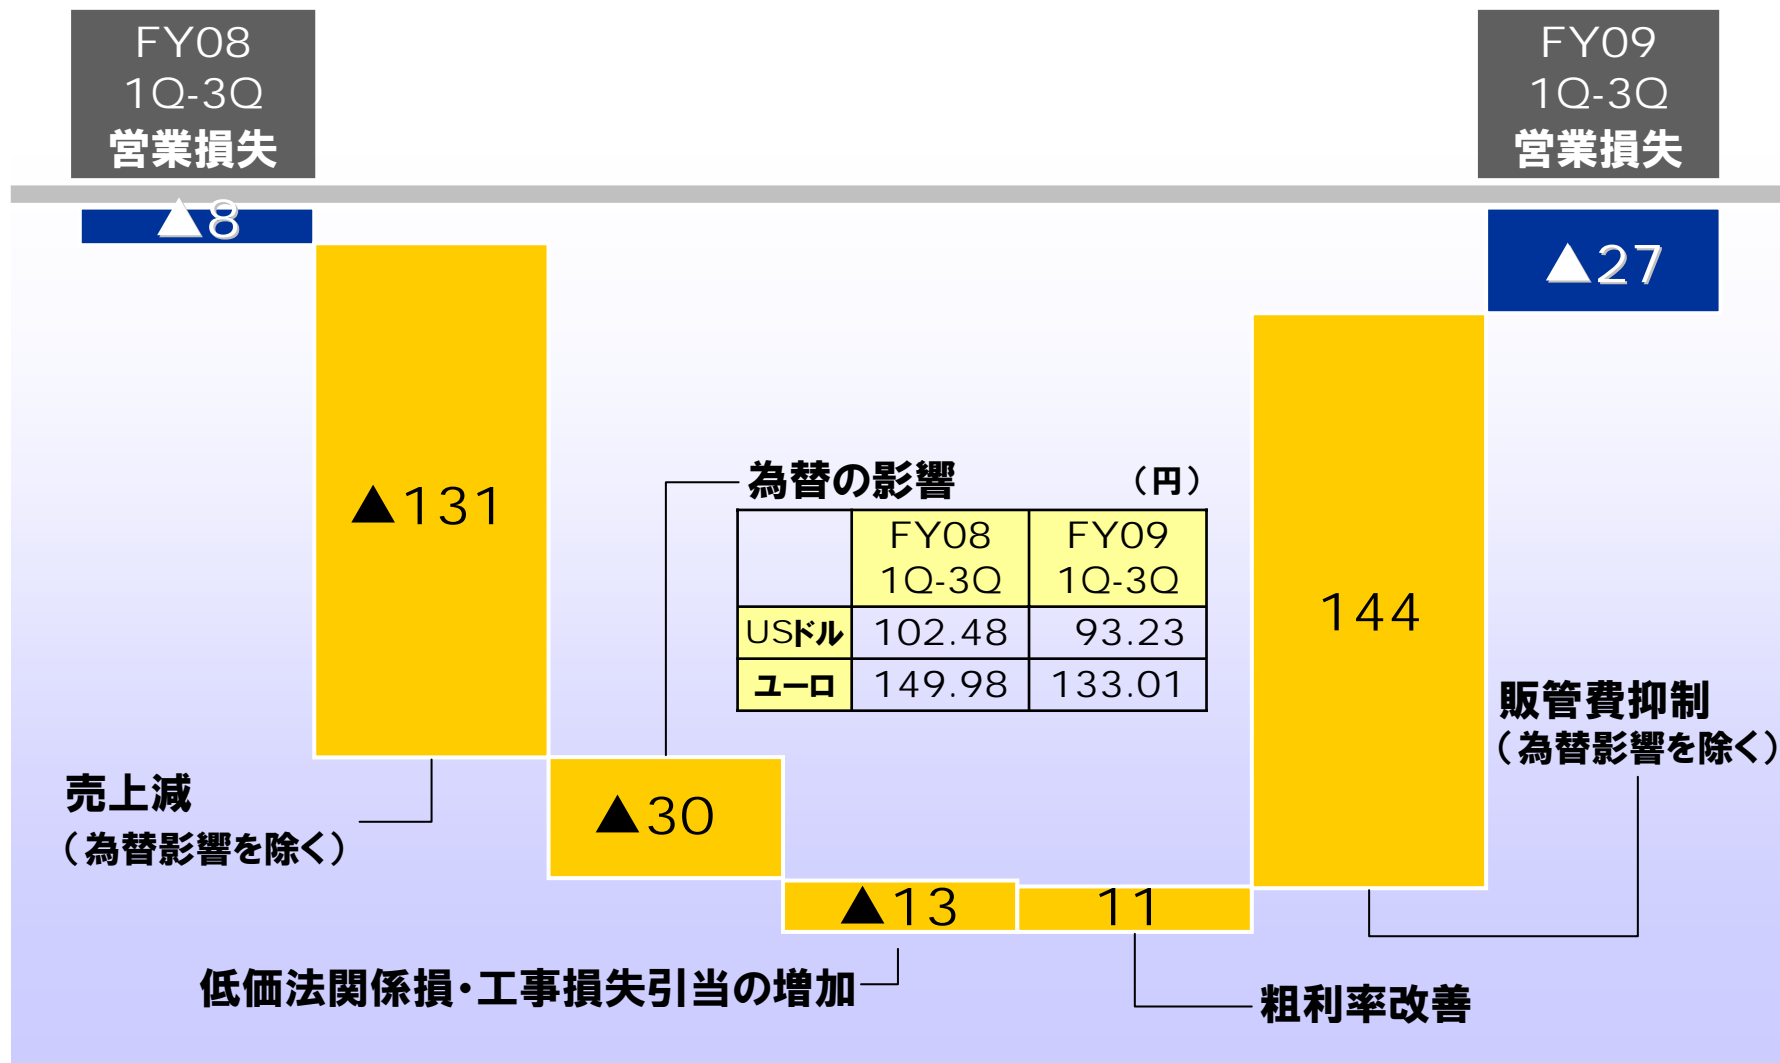 FY08
1Q-3Q
営業損失
FY09
1Q-3Q
営業損失
▲8
▲27
▲131
為替の影響 （円）
FY08 FY09
1Q-3Q 1Q-3Q
USドル 102.48 93.23
ユーロ 149.98 133.01
144
販管費抑制
（為替影響を除く）
売上減
（為替影響を除く）
▲30
▲13
11
低価法関係損・工事損失引当の増加
粗利率改善